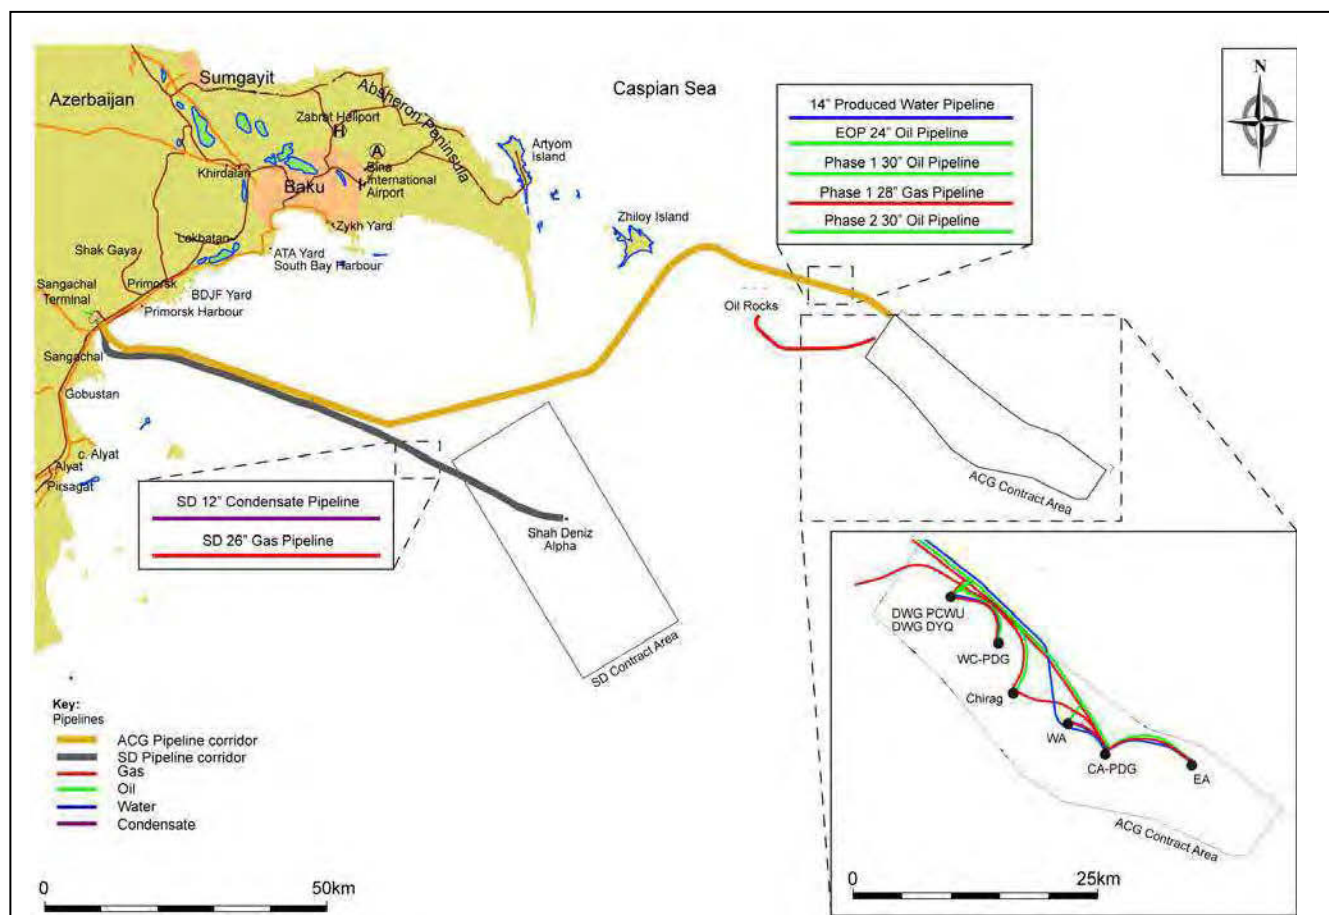 N
Azerbaijan
Sumgayit
Absheron Peninsula
Caspian Sea
Zabrat Heliport
H
A
Bina
International
Airport
Artyom
Island
Khirdalan
Baku
Zykh Yard
Zhiloy Island
Lokbatan
Shak Gaya
ATA Yard
South Bay Harbour
Sangachal
Terminal
Primorsk
BDJF Yard
Primorsk Harbour
Sangachal
Gobustan
c. Alyat
Alyat
Pirsagat
14" Produced Water Pipeline
EOP 24" Oil Pipeline
Phase 1 30" Oil Pipeline
Phase 1 28" Gas Pipeline
Phase 2 30" Oil Pipeline
Oil Rocks
ACG Contract Area
SD 12" Condensate Pipeline
SD 26" Gas Pipeline
Shah Deniz
Alpha
SD Contract Area
DWG PCWU
DWG DYQ
WC-PDG
Chirag
WA
CA-PDG
EA
ACG Contract Area
0 25km
Key:
Pipelines
ACG Pipeline corridor
SD Pipeline corridor
Gas
Oil
Water
Condensate
0 50km